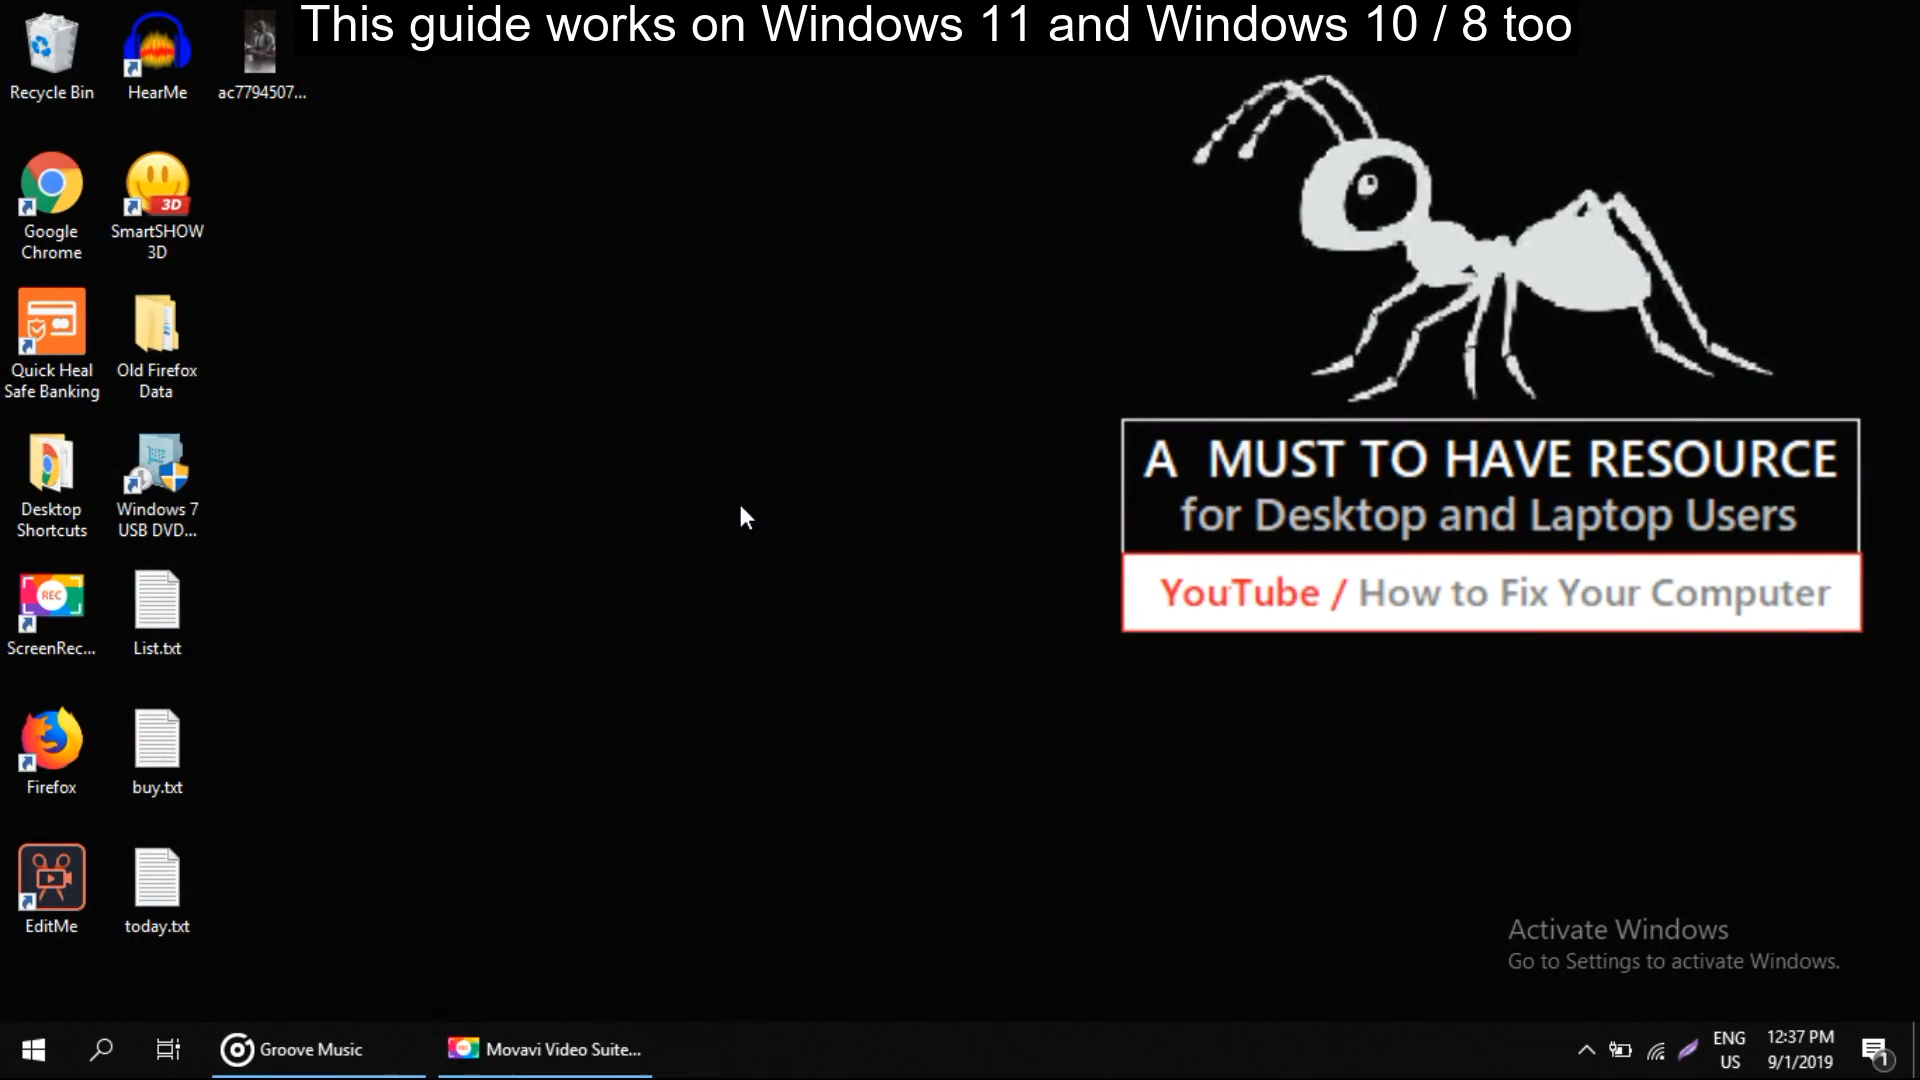 This guide works on Windows 11 and Windows 10 / 8 too
Recycle Bin
HearMe
ac7794507...
Google
Chrome
SmartSHOW
3D
3D
Quick Heal
Safe Banking
Old Firefox
Data
Desktop
Shortcuts
Windows 7
USB DVD...
REC
ScreenRec...
List.txt
Firefox
buy.txt
EditMe
today.txt
A MUST TO HAVE RESOURCE
for Desktop and Laptop Users
YouTube / How to Fix Your Computer
Activate Windows
Go to Settings to activate Windows.
Groove Music
Movavi Video Suite...
ENG
US
12:37 PM
9/1/2019
1